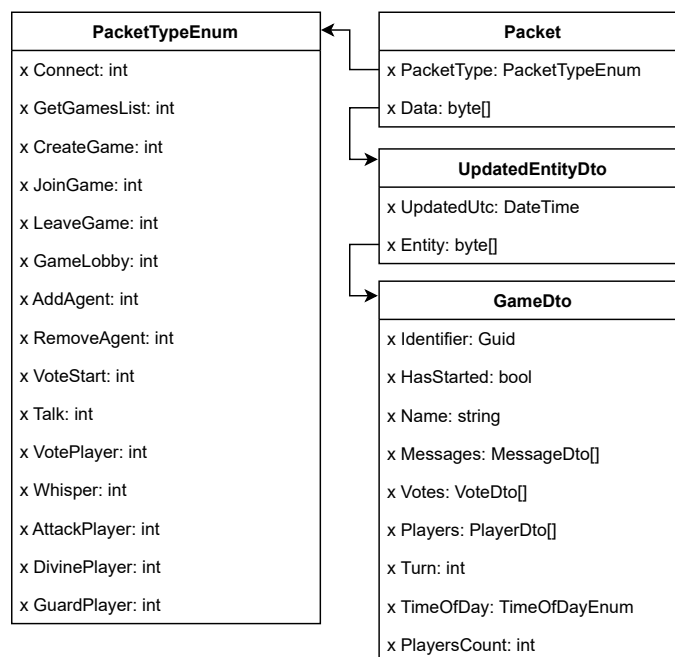 PacketTypeEnum
x Connect: int
x GetGamesList: int
x CreateGame: int
x JoinGame: int
x LeaveGame: int
x GameLobby: int
x AddAgent: int
x RemoveAgent: int
x VoteStart: int
x Talk: int
x VotePlayer: int
x Whisper: int
x AttackPlayer: int
x DivinePlayer: int
x GuardPlayer: int
Packet
x PacketType: PacketTypeEnum
x Data: byte[]
UpdatedEntityDto
x UpdatedUtc: DateTime
x Entity: byte[]
GameDto
x Identifier: Guid
x HasStarted: bool
x Name: string
x Messages: MessageDto[]
x Votes: VoteDto[]
x Players: PlayerDto[]
x Turn: int
x TimeOfDay: TimeOfDayEnum
x PlayersCount: int